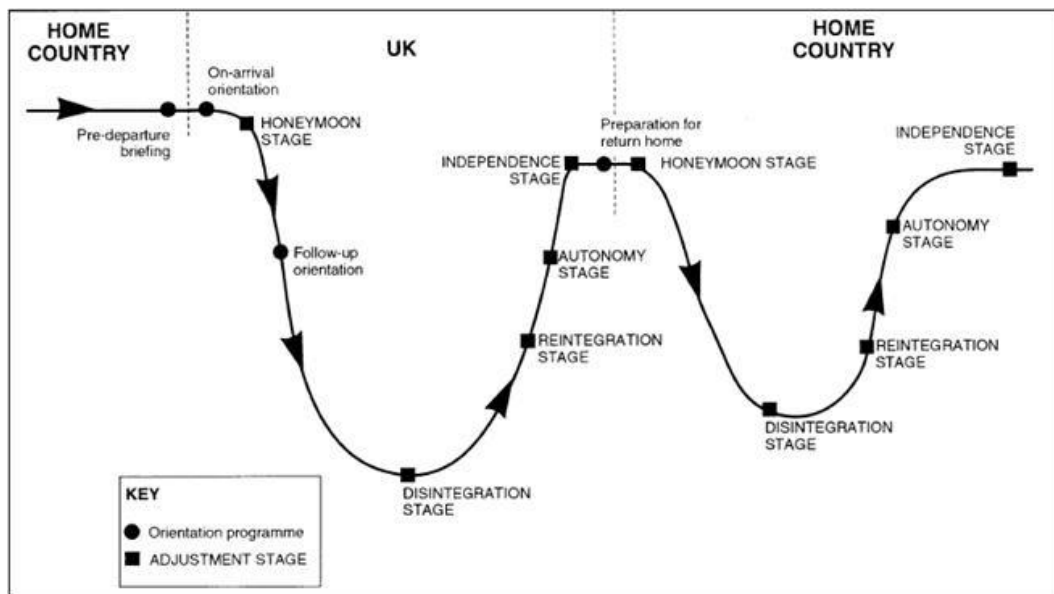 HOME
COUNTRY
UK
HOME
COUNTRY
On-arrival
orientation
Pre-departure
briefing
HONEYMOON
STAGE
Follow-up
orientation
DISINTEGRATION
STAGE
REINTEGRATION
STAGE
AUTONOMY
STAGE
INDEPENDENCE
STAGE
Preparation for
return home
HONEYMOON STAGE
DISINTEGRATION
STAGE
REINTEGRATION
STAGE
AUTONOMY
STAGE
INDEPENDENCE
STAGE
KEY
Orientation programme
ADJUSTMENT STAGE